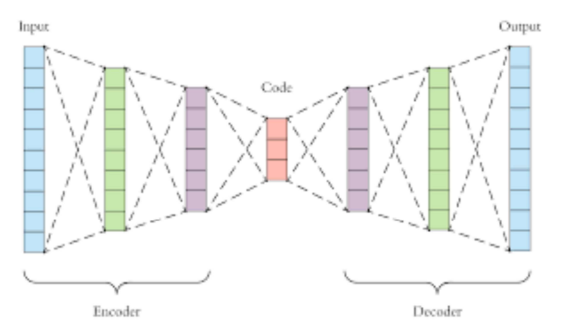 Input
Output
Code
Encoder
Decoder